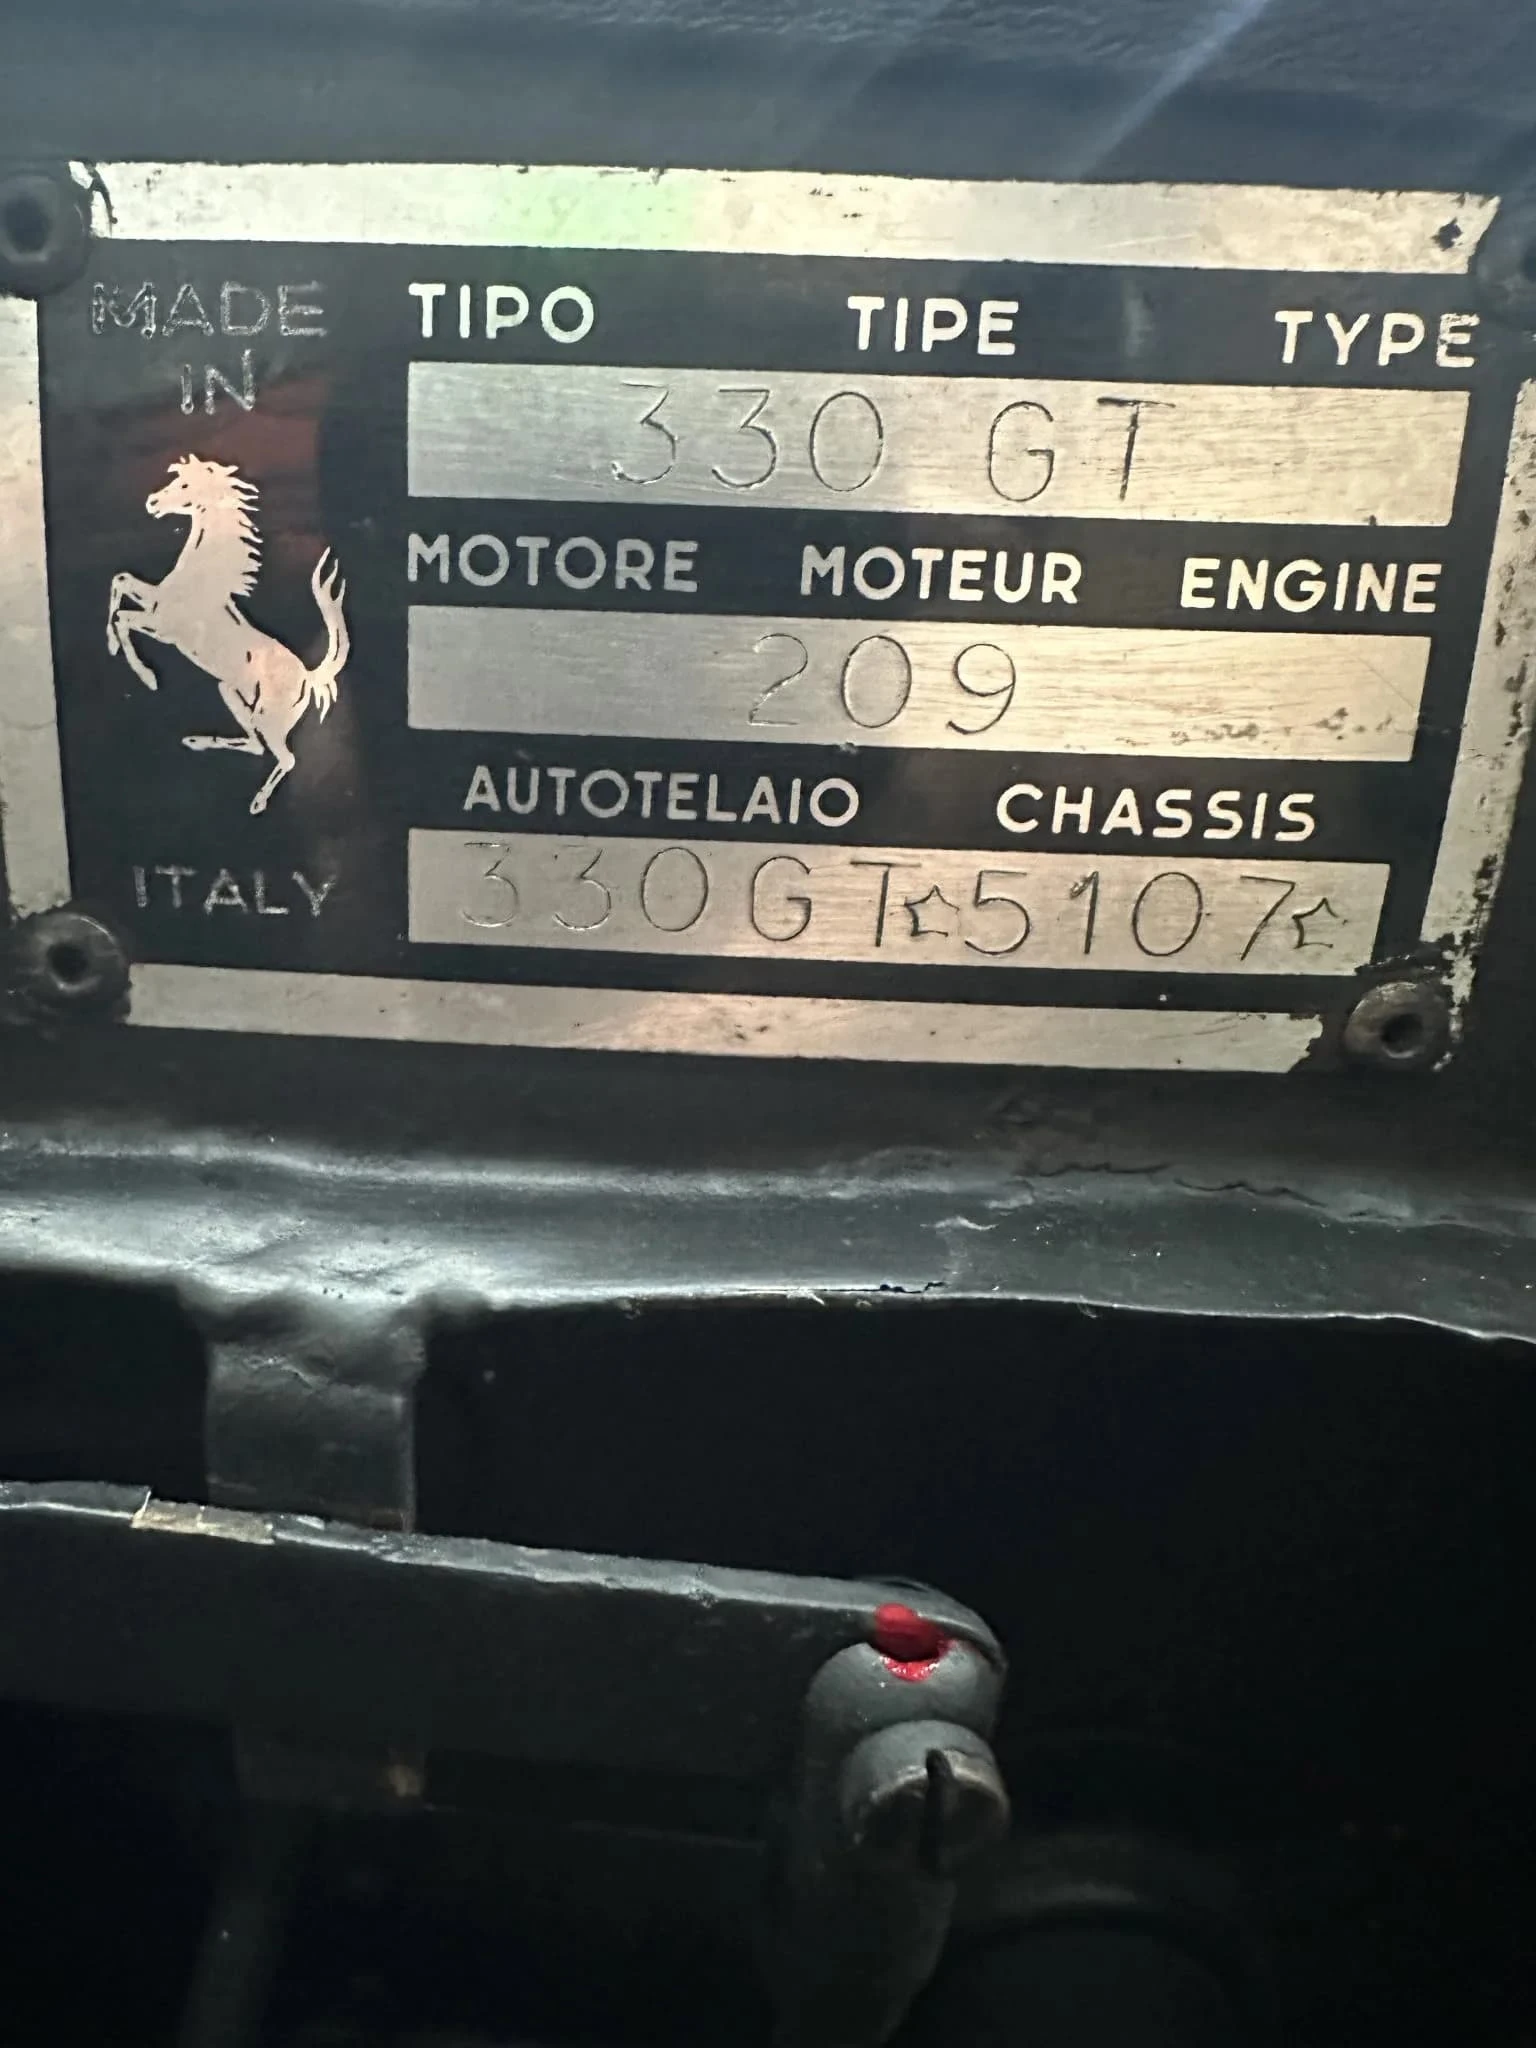 MADE
IN
ITALY
TIPO TIPE TYPE
330 GT
MOTORE MOTEUR ENGINE
209
AUTOTELAIO CHASSIS
330GT 5107